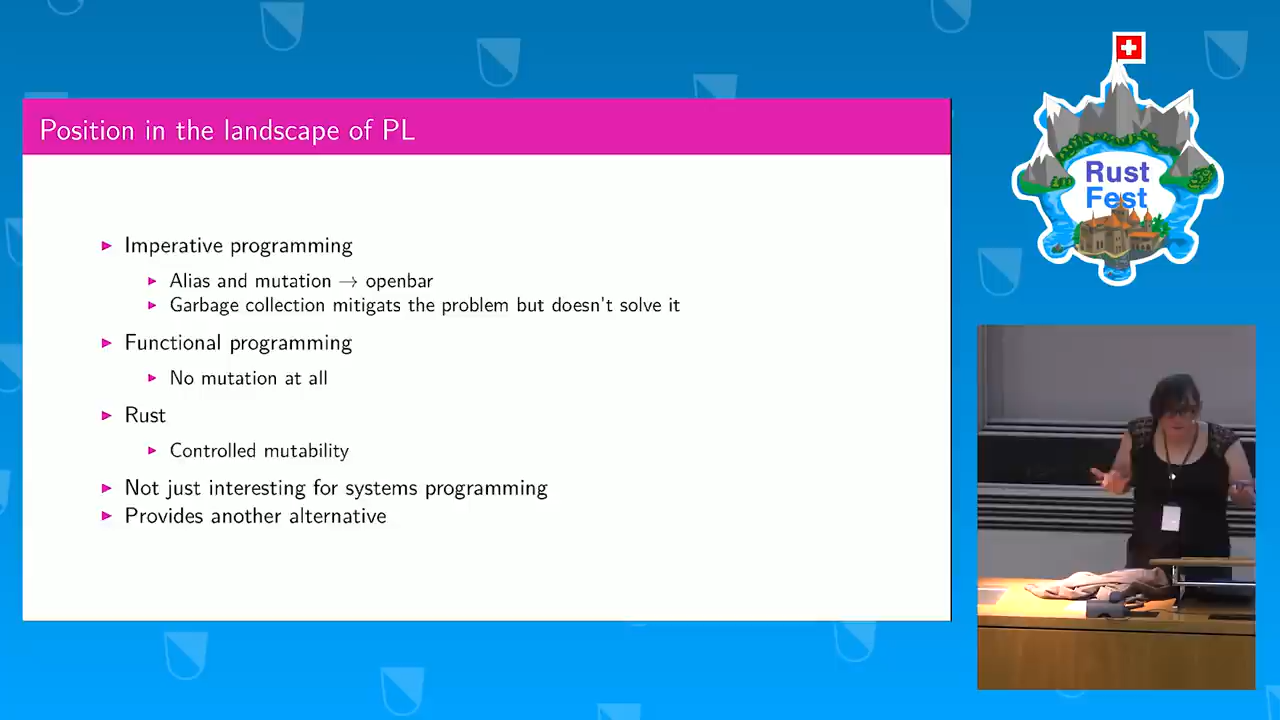 Position in the landscape of PL
Imperative programming
Alias and mutation → openbar
Garbage collection mitigats the problem but doesn't solve it
Functional programming
No mutation at all
Rust
Controlled mutability
Not just interesting for systems programming
Provides another alternative
Rust
Fest